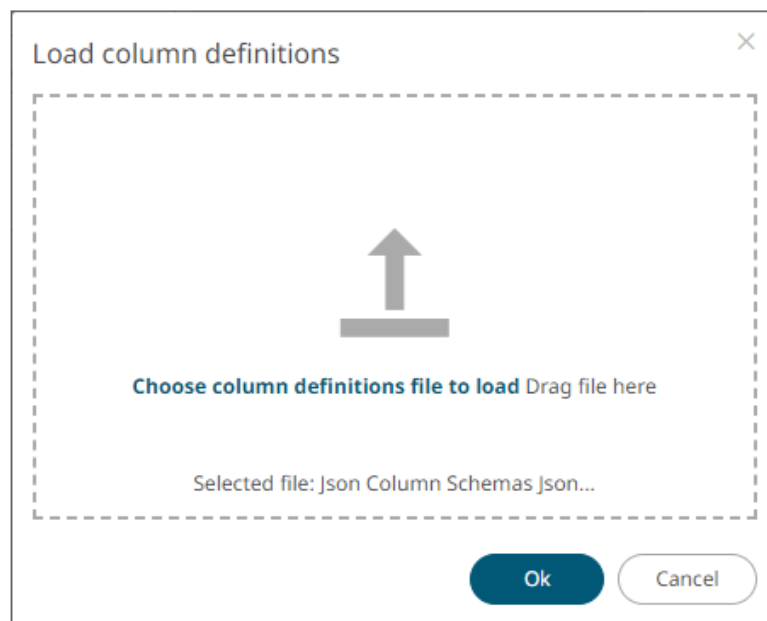 Load column definitions
Choose column definitions file to load Drag file here
Selected file: Json Column Schemas Json...
Ok
Cancel